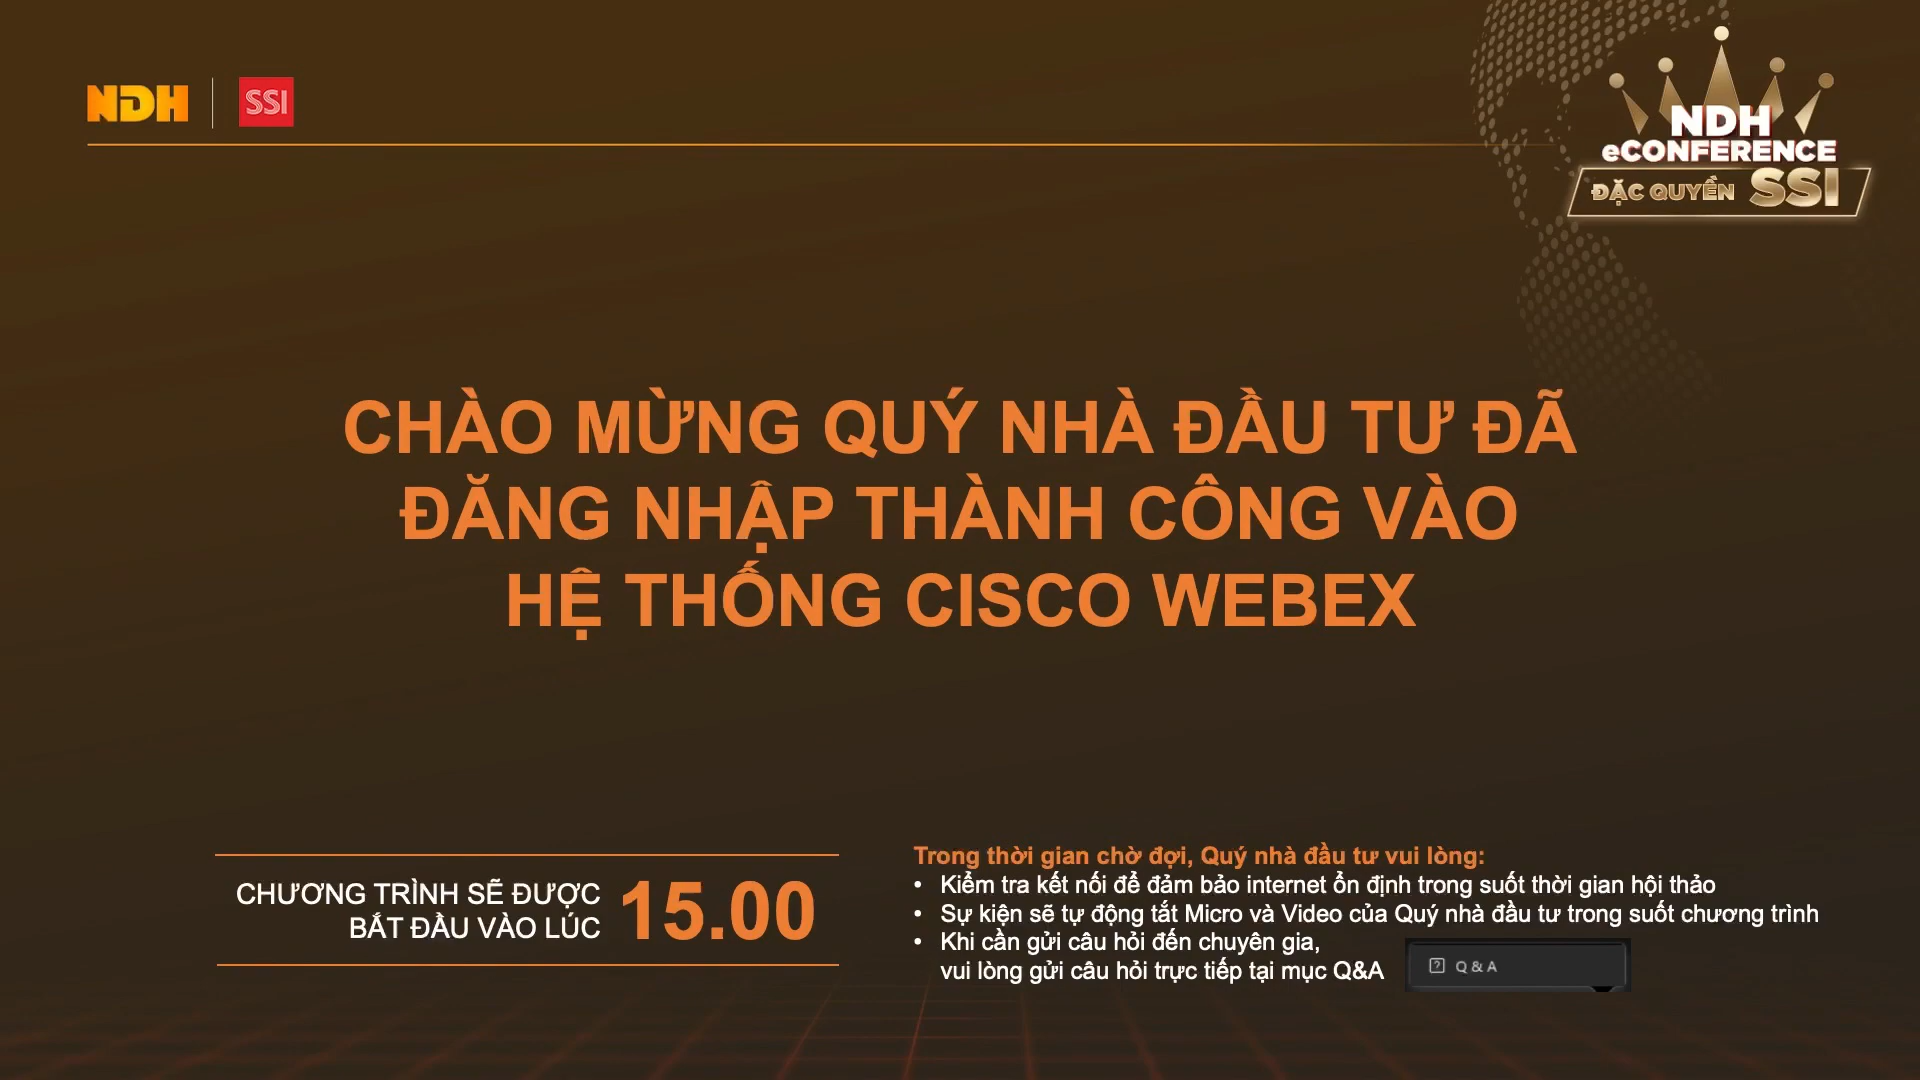 NDH
SSI
NDH
eCONFERENCE
ĐẶC QUYỀN SSI
CHÀO MỪNG QUÝ NHÀ ĐẦU TƯ ĐÃ
ĐĂNG NHẬP THÀNH CÔNG VÀO
HỆ THỐNG CISCO WEBEX
CHƯƠNG TRÌNH SẼ ĐƯỢC
BẮT ĐẦU VÀO LÚC
15.00
Trong thời gian chờ đợi, Quý nhà đầu tư vui lòng:
• Kiểm tra kết nối để đảm bảo internet ổn định trong suốt thời gian hội thảo
• Sự kiện sẽ tự động tắt Micro và Video của Quý nhà đầu tư trong suốt chương trình
• Khi cần gửi câu hỏi đến chuyên gia,
vui lòng gửi câu hỏi trực tiếp tại mục Q&A
? Q & A